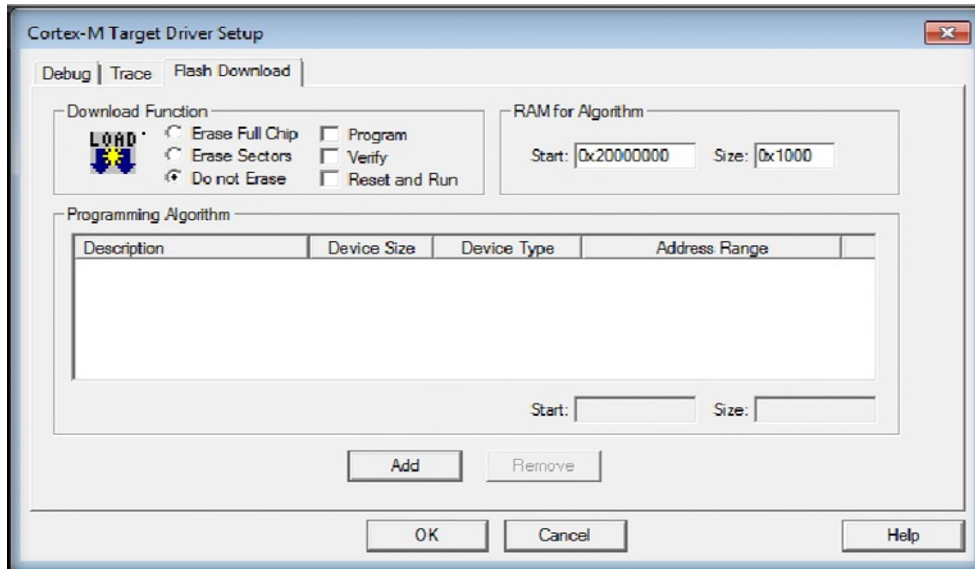 Cortex-M Target Driver Setup
Debug Trace Flash Download
Download Function
LOAD
Erase Full Chip
Erase Sectors
Do not Erase
Program
Verify
Reset and Run
RAM for Algorithm
Start: 0x20000000 Size: 0x1000
Programming Algorithm
Description Device Size Device Type Address Range
Start: Size:
Add Remove
OK Cancel Help